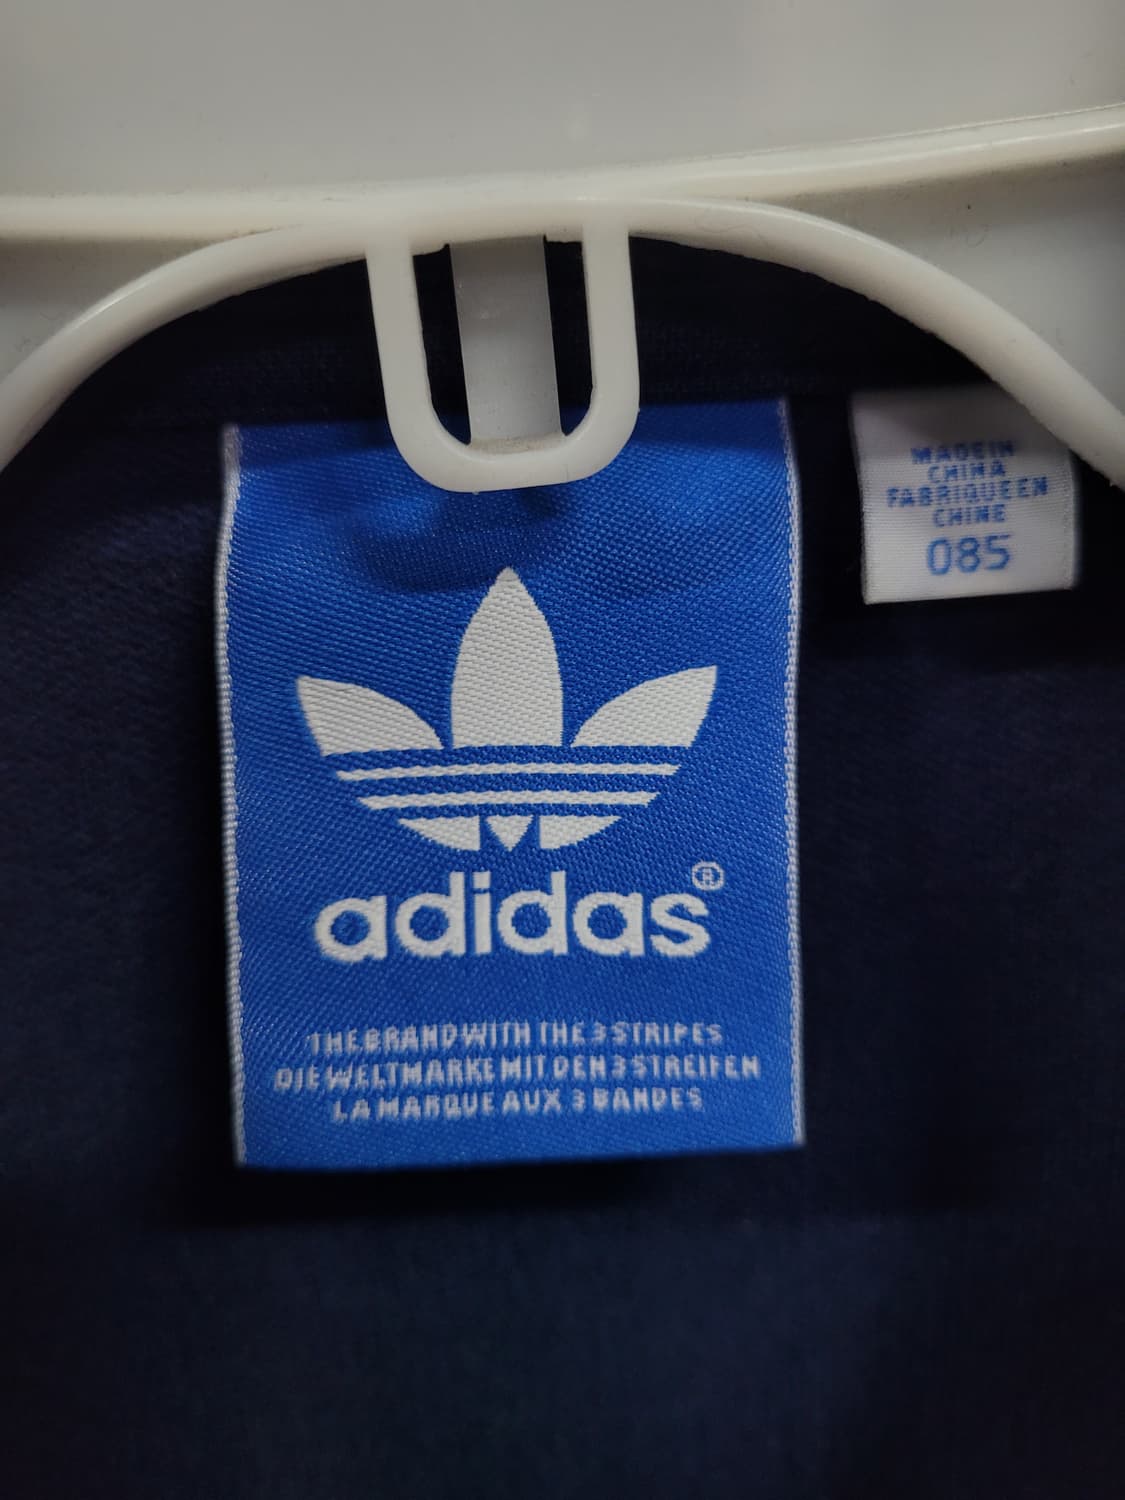 adidas®
THE BRAND WITH THE 3 STRIPES
DIE WELTMARKE MIT DEN 3 STREIFEN
LA MARQUE AUX 3 BANDES
MADE IN
CHINA
FABRIQUE EN
CHINE
085